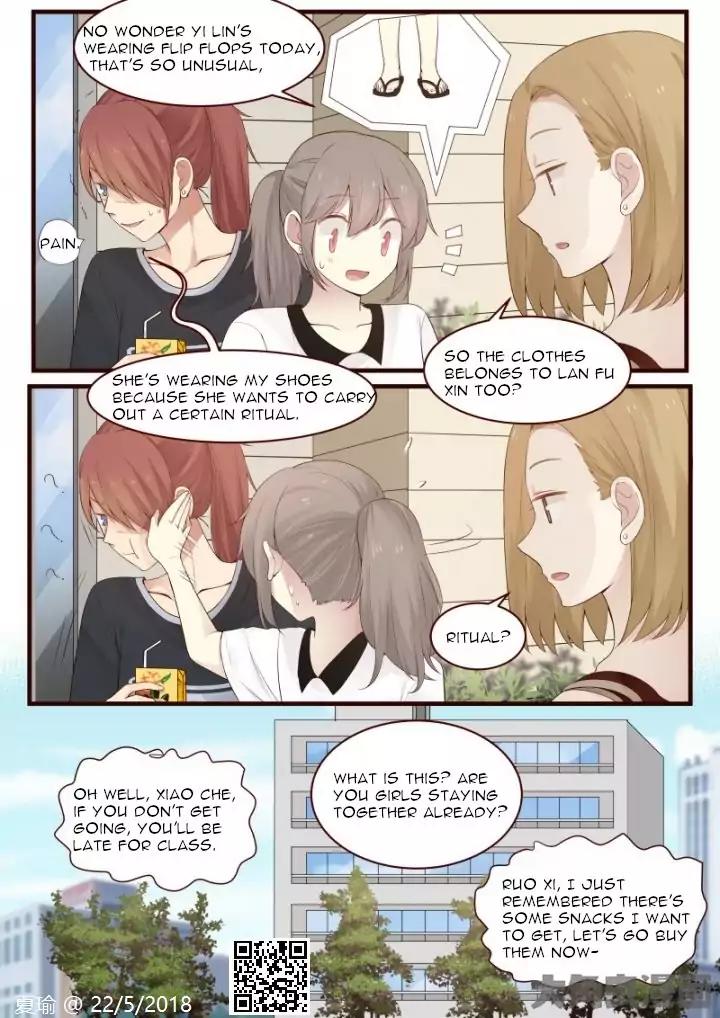 NO WONDER YI LIN'S
WEARING FLIP FLOPS TODAY,
THAT'S SO UNUSUAL,
PAIN.
SO THE CLOTHES
BELONGS TO LAN FU
XIN TOO?
SHE'S WEARING MY SHOES
BECAUSE SHE WANTS TO CARRY
OUT A CERTAIN RITUAL.
RITUAL?
WHAT IS THIS? ARE
YOU GIRLS STAYING
TOGETHER ALREADY?
OH WELL, XIAO CHE,
IF YOU DON'T GET
GOING, YOU'LL BE
LATE FOR CLASS.
RUO XI, I JUST
REMEMBERED THERE'S
SOME SNACKS I WANT
TO GET, LET'S GO BUY
THEM NOW~
夏瑜 @ 22/5/2018